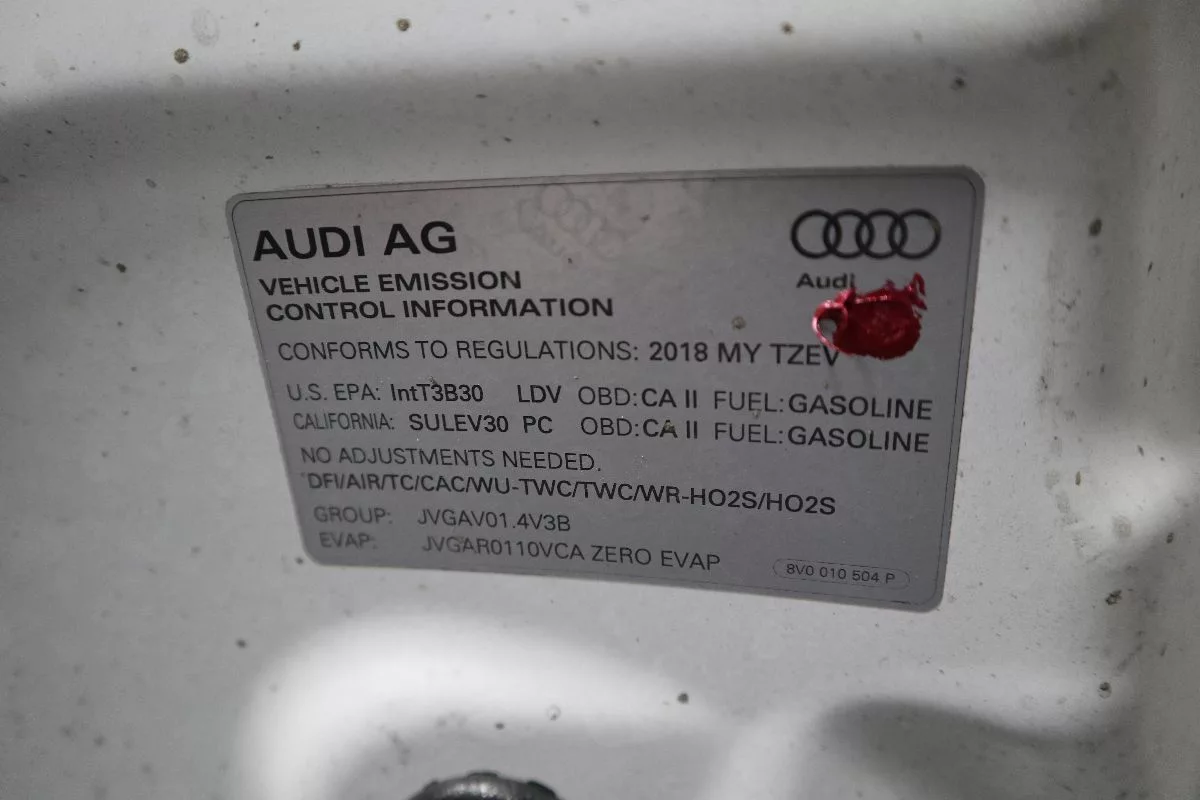 AUDI AG
VEHICLE EMISSION
CONTROL INFORMATION
Audi
CONFORMS TO REGULATIONS: 2018 MY TZEV
U.S. EPA: IntT3B30 LDV OBD: CA II FUEL: GASOLINE
CALIFORNIA: SULEV30 PC OBD: CA II FUEL: GASOLINE
NO ADJUSTMENTS NEEDED.
DFI/AIR/TC/CAC/WU-TWC/TWC/WR-HO2S/HO2S
GROUP: JVGAV01.4V3B
EVAP: JVGAR0110VCA ZERO EVAP
8V0 010 504 P